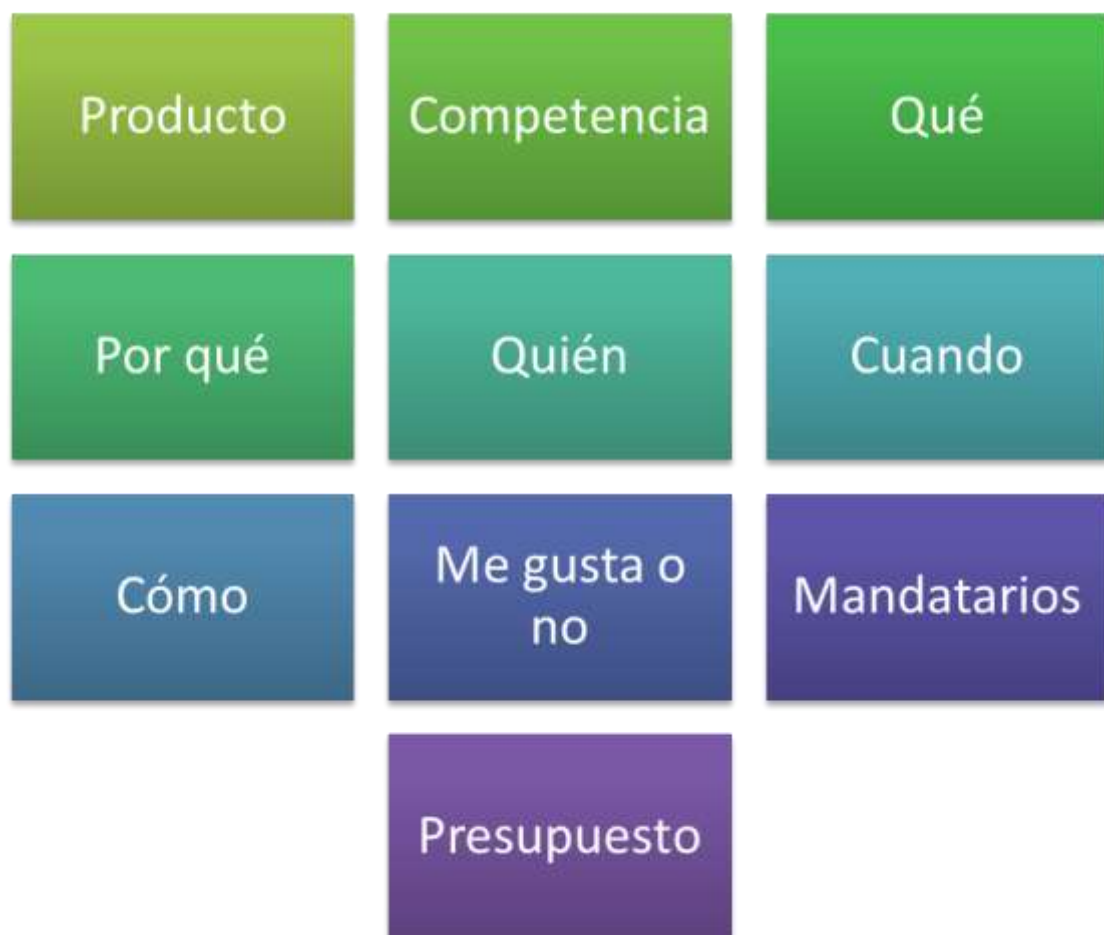 Producto
Competencia
Qué
Por qué
Quién
Cuando
Cómo
Me gusta o
no
Mandatarios
Presupuesto